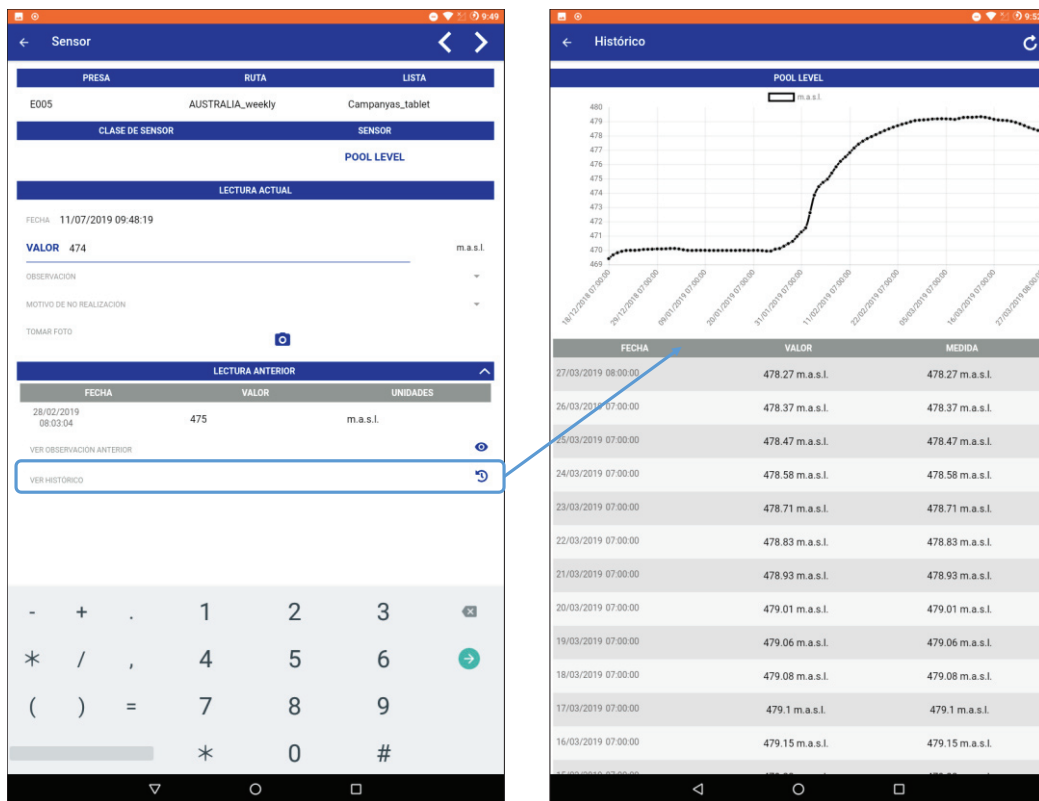 9:49
Sensor
PRESA RUTA LISTA
E005 AUSTRALIA_weekly Campanyas_tablet
CLASE DE SENSOR SENSOR
POOL LEVEL
LECTURA ACTUAL
FECHA 11/07/2019 09:48:19
VALOR 474 m.a.s.l.
OBSERVACION
MOTIVO DE NO REALIZACION
TOMAR FOTO
LECTURA ANTERIOR
FECHA VALOR UNIDADES
28/02/2019
08:03:04
475 m.a.s.l.
VER OBSERVACION ANTERIOR
VER HISTÓRICO
- + . 1 2 3
* / , 4 5 6
( ) = 7 8 9
* 0 #
Histórico
POOL LEVEL
m.a.s.l.
480
479
478
477
476
475
474
473
472
471
470
469
18/12/2018 07:00:00
29/12/2018 07:00:00
09/01/2019 07:00:00
20/01/2019 07:00:00
31/01/2019 07:00:00
11/02/2019 07:00:00
22/02/2019 07:00:00
05/03/2019 07:00:00
16/03/2019 07:00:00
27/03/2019 08:00:00
FECHA VALOR MEDIDA
27/03/2019 08:00:00 478.27 m.a.s.l. 478.27 m.a.s.l.
26/03/2019 07:00:00 478.37 m.a.s.l. 478.37 m.a.s.l.
25/03/2019 07:00:00 478.47 m.a.s.l. 478.47 m.a.s.l.
24/03/2019 07:00:00 478.58 m.a.s.l. 478.58 m.a.s.l.
23/03/2019 07:00:00 478.71 m.a.s.l. 478.71 m.a.s.l.
22/03/2019 07:00:00 478.83 m.a.s.l. 478.83 m.a.s.l.
21/03/2019 07:00:00 478.93 m.a.s.l. 478.93 m.a.s.l.
20/03/2019 07:00:00 479.01 m.a.s.l. 479.01 m.a.s.l.
19/03/2019 07:00:00 479.06 m.a.s.l. 479.06 m.a.s.l.
18/03/2019 07:00:00 479.08 m.a.s.l. 479.08 m.a.s.l.
17/03/2019 07:00:00 479.1 m.a.s.l. 479.1 m.a.s.l.
16/03/2019 07:00:00 479.15 m.a.s.l. 479.15 m.a.s.l.